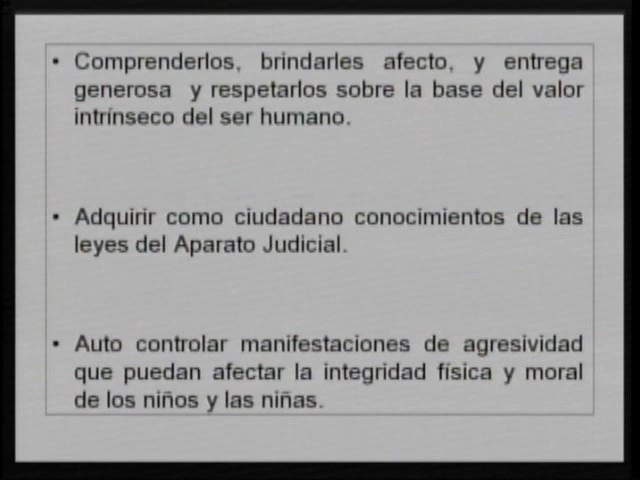 • Comprenderlos, brindarles afecto, y entrega
generosa y respetarlos sobre la base del valor
intrínseco del ser humano.
• Adquirir como ciudadano conocimientos de las
leyes del Aparato Judicial.
• Auto controlar manifestaciones de agresividad
que puedan afectar la integridad física y moral
de los niños y las niñas.